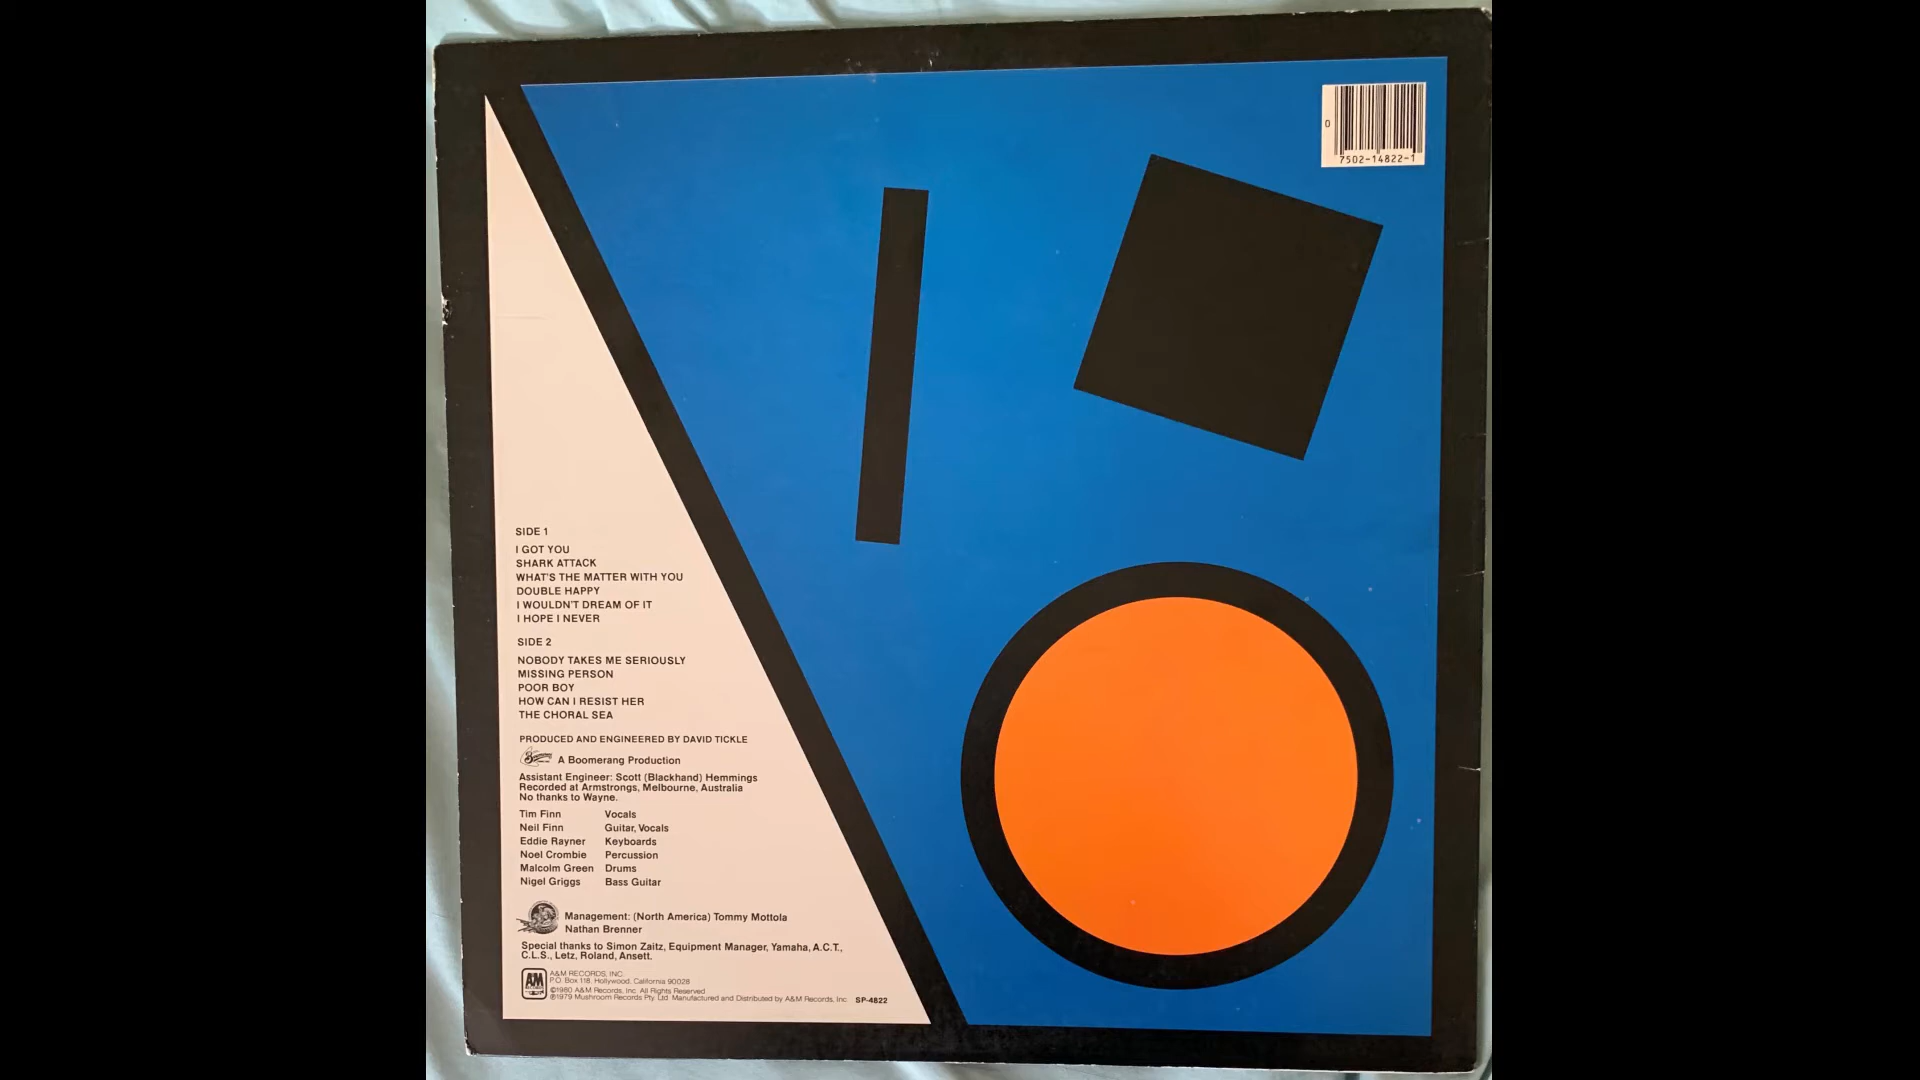 0
7502-14822-1
SIDE 1
I GOT YOU
SHARK ATTACK
WHAT'S THE MATTER WITH YOU
DOUBLE HAPPY
I WOULDN'T DREAM OF IT
I HOPE I NEVER
SIDE 2
NOBODY TAKES ME SERIOUSLY
MISSING PERSON
POOR BOY
HOW CAN I RESIST HER
THE CHORAL SEA
PRODUCED AND ENGINEERED BY DAVID TICKLE
A Boomerang Production
Assistant Engineer: Scott (Blackhand) Hemmings
Recorded at Armstrongs, Melbourne, Australia
No thanks to Wayne.
Tim Finn Vocals
Neil Finn Guitar, Vocals
Eddie Rayner Keyboards
Noel Crombie Percussion
Malcolm Green Drums
Nigel Griggs Bass Guitar
Management: (North America) Tommy Mottola
Nathan Brenner
Special thanks to Simon Zaitz, Equipment Manager, Yamaha, A.C.T.,
C.L.S., Letz, Roland, Ansett.
A&M RECORDS
A&M RECORDS, INC.
P.O. Box 118, Hollywood, California 90028
©1980 A&M Records, Inc. All Rights Reserved
℗1979 Mushroom Records Pty. Ltd. Manufactured and Distributed by A&M Records, Inc. SP-4822